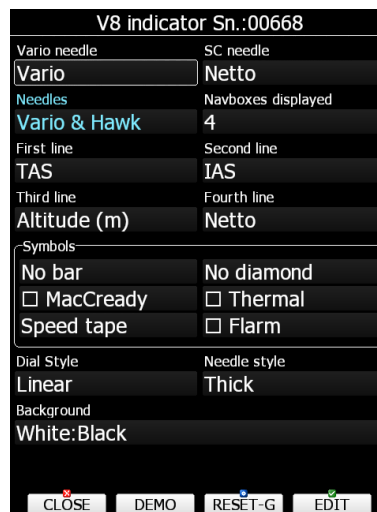 V8 indicator Sn.:00668
Vario needle SC needle
Vario Netto
Needles Navboxes displayed
Vario & Hawk 4
First line Second line
TAS IAS
Third line Fourth line
Altitude (m) Netto
Symbols
No bar No diamond
MacCready Thermal
Speed tape Flarm
Dial Style Needle style
Linear Thick
Background
White:Black
CLOSE DEMO RESET-G EDIT